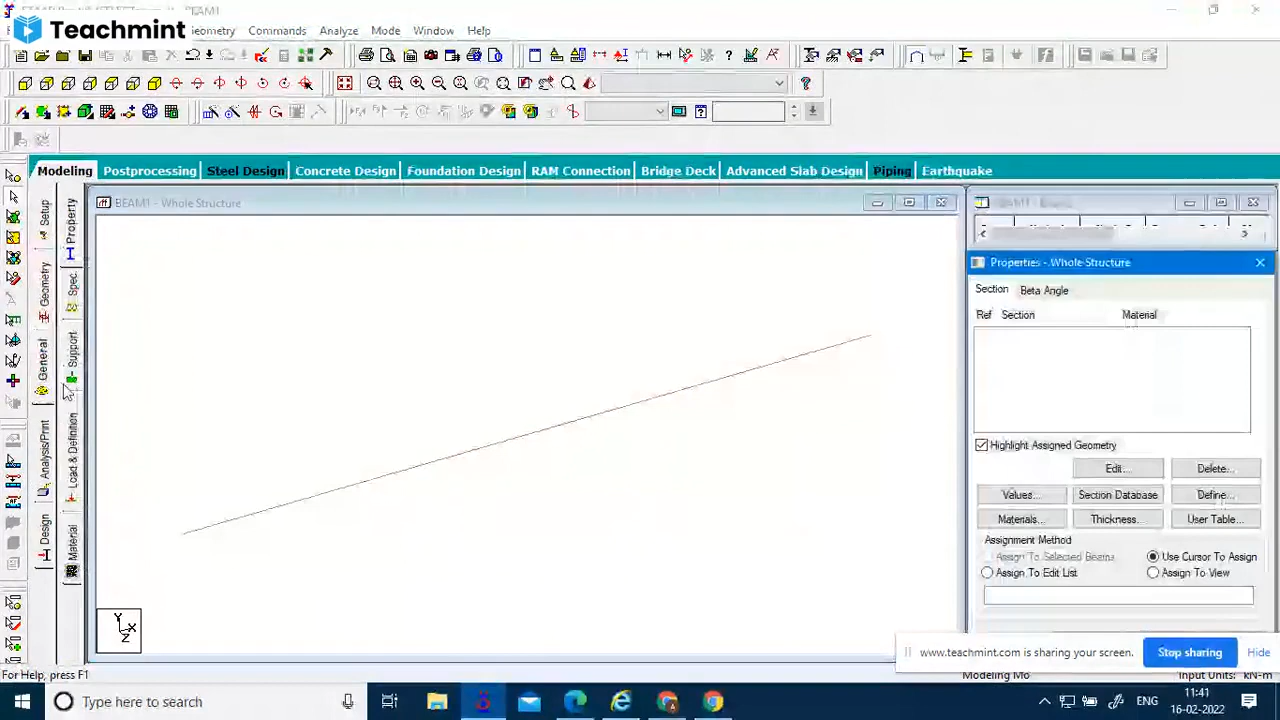 BEAM1
Teachmint
Geometry Commands Analyze Mode Window Help
Modeling Postprocessing Steel Design Concrete Design Foundation Design RAM Connection Bridge Deck Advanced Slab Design Piping Earthquake
BEAM1 - Whole Structure
Setup
Geometry
General
Analysis/Print
Design
Property
Spec
Support
Load & Definition
Material
Y
X
Z
Properties - Whole Structure
Section Beta Angle
Ref Section Material
Highlight Assigned Geometry
Edit... Delete...
Values... Section Database Define...
Materials... Thickness... User Table...
Assignment Method
Assign To Selected Beams Use Cursor To Assign
Assign To Edit List Assign To View
www.teachmint.com is sharing your screen. Stop sharing Hide
For Help, press F1
Modeling Mo Input Units: kN-m
Type here to search
ENG
11:41
16-02-2022